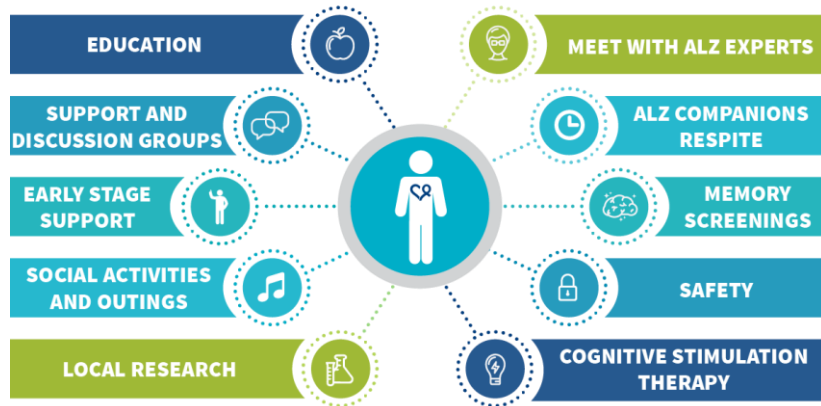 EDUCATION
SUPPORT AND
DISCUSSION GROUPS
EARLY STAGE
SUPPORT
SOCIAL ACTIVITIES
AND OUTINGS
LOCAL RESEARCH
MEET WITH ALZ EXPERTS
ALZ COMPANIONS
RESPITE
MEMORY
SCREENINGS
SAFETY
COGNITIVE STIMULATION
THERAPY